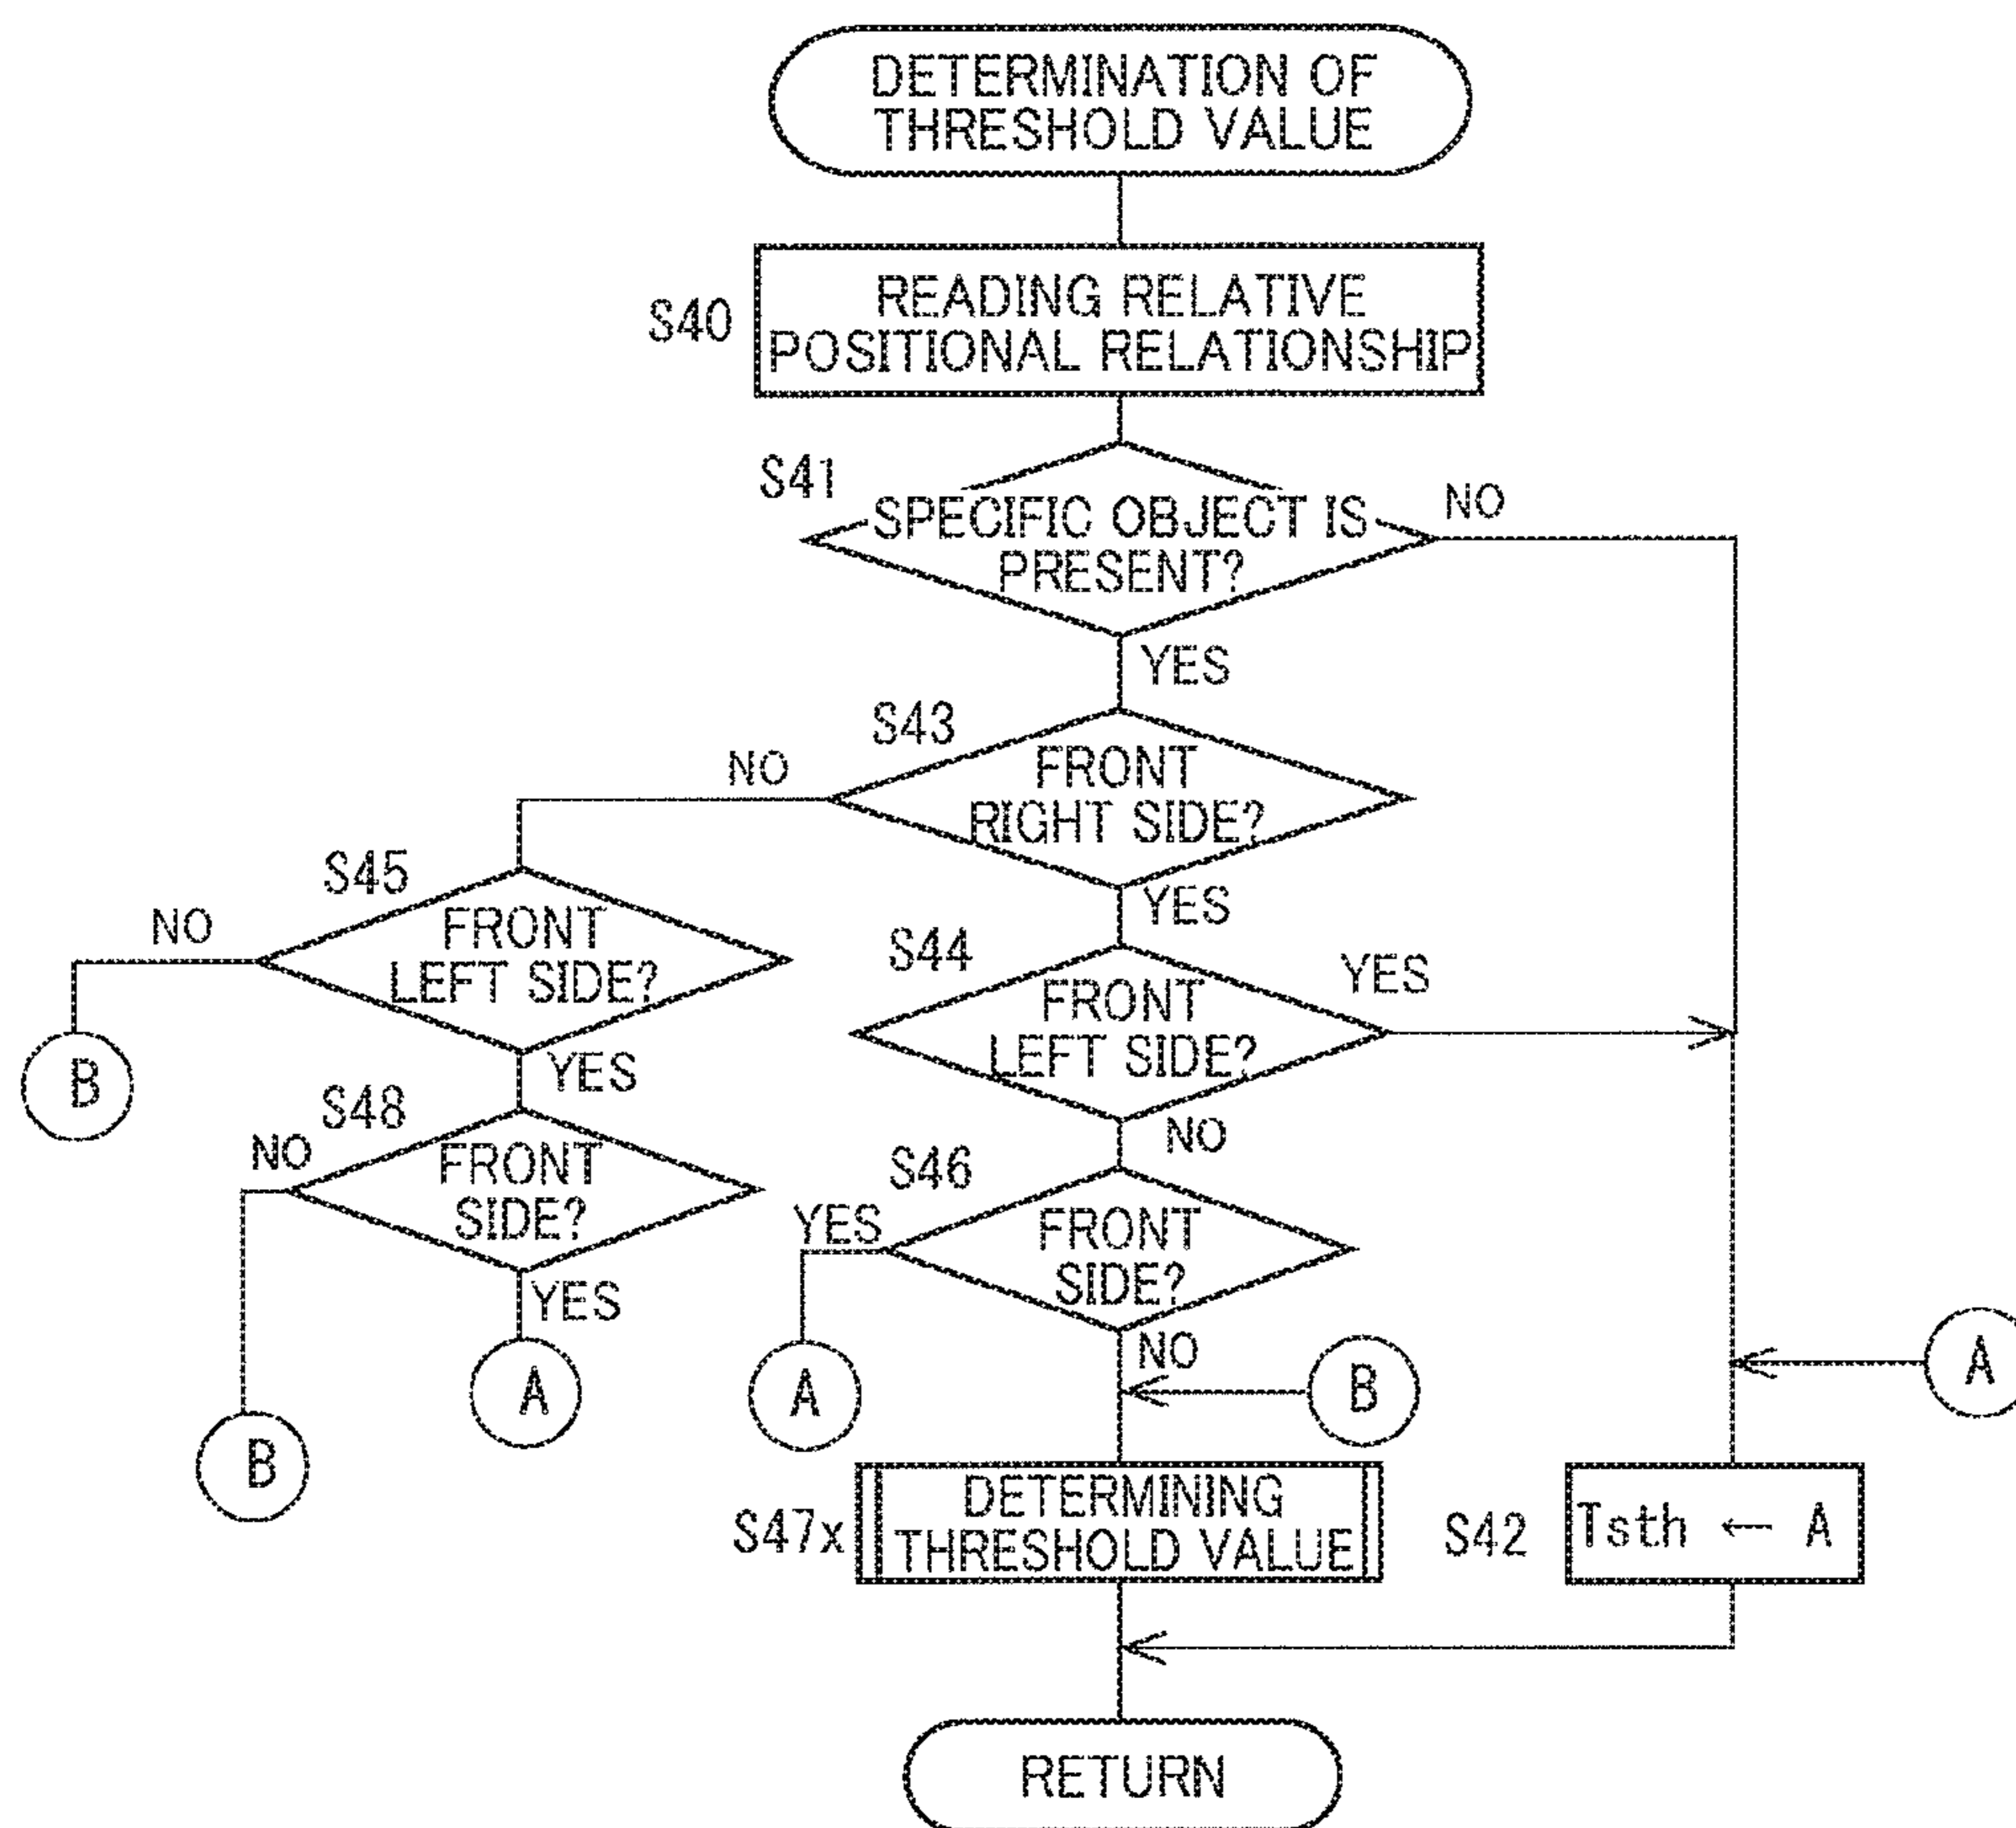 DETERMINATION OF
THRESHOLD VALUE
S40
READING RELATIVE
POSITIONAL RELATIONSHIP
S41
SPECIFIC OBJECT IS
PRESENT?
NO
YES
S43
FRONT
RIGHT SIDE?
NO
YES
S45
FRONT
LEFT SIDE?
NO
YES
B
S44
FRONT
LEFT SIDE?
YES
NO
S48
FRONT
SIDE?
NO
YES
B
A
S46
FRONT
SIDE?
YES
NO
A
B
A
S47x
DETERMINING
THRESHOLD VALUE
S42
Tsth ← A
RETURN